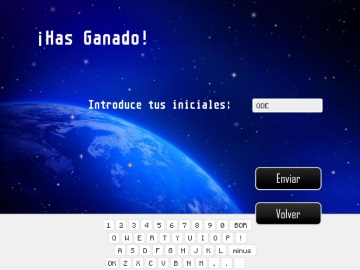 ¡Has Ganado!
Introduce tus iniciales: ODE
Enviar
Volver
1 2 3 4 5 6 7 8 9 0 BOR
Q W E R T Y U I O P !
A S D F G H J K L minus
OK Z X C V B N M , .